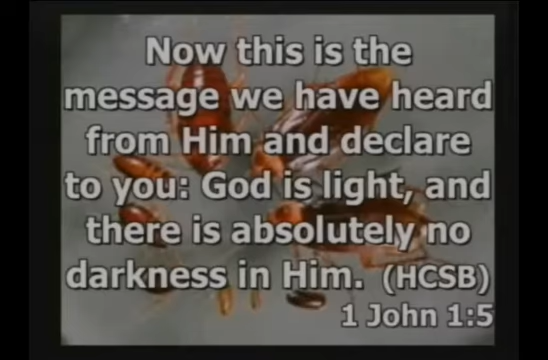 Now this is the
message we have heard
from Him and declare
to you: God is light, and
there is absolutely no
darkness in Him. (HCSB)
1 John 1:5